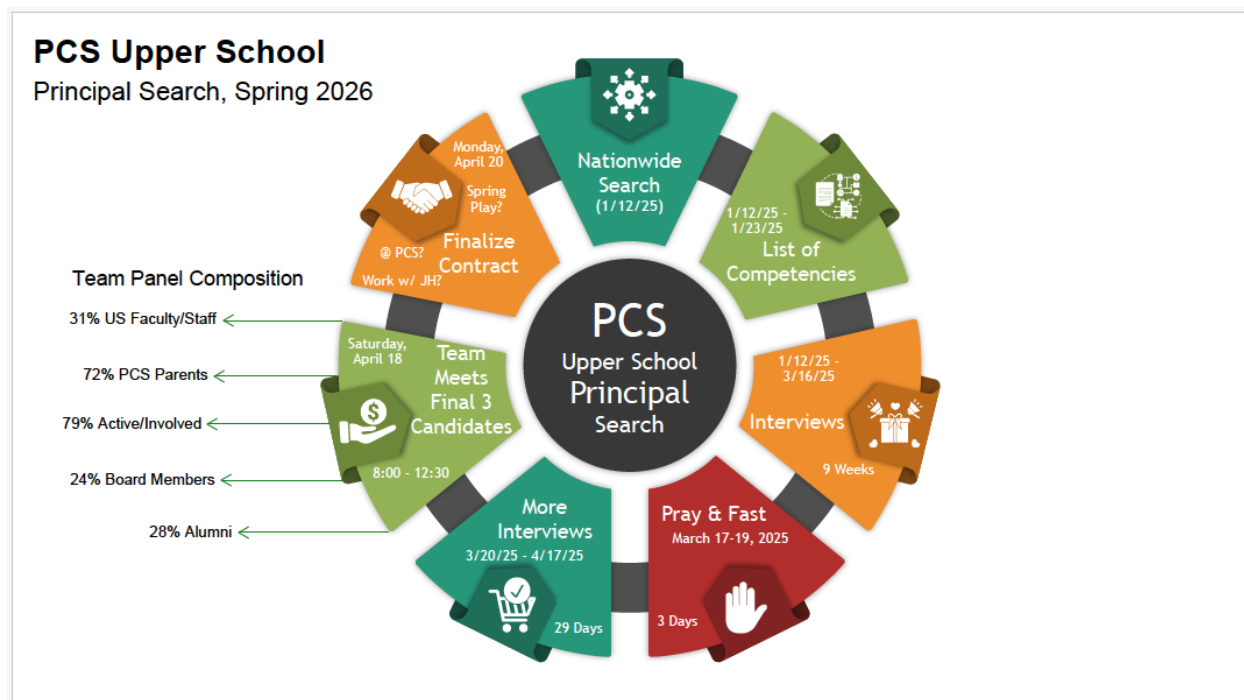 PCS Upper School
Principal Search, Spring 2026
Nationwide
Search
(1/12/25)
1/12/25 -
1/23/25
List of
Competencies
1/12/25 -
3/16/25
Interviews
9 Weeks
Pray & Fast
March 17-19, 2025
3 Days
More
Interviews
3/20/25 - 4/17/25
29 Days
Saturday,
April 18
Team
Meets
Final 3
Candidates
8:00 - 12:30
Monday,
April 20
Spring
Play?
@ PCS?
Finalize
Contract
Work w/ JH?
PCS
Upper School
Principal
Search
Team Panel Composition
31% US Faculty/Staff
72% PCS Parents
79% Active/Involved
24% Board Members
28% Alumni
$